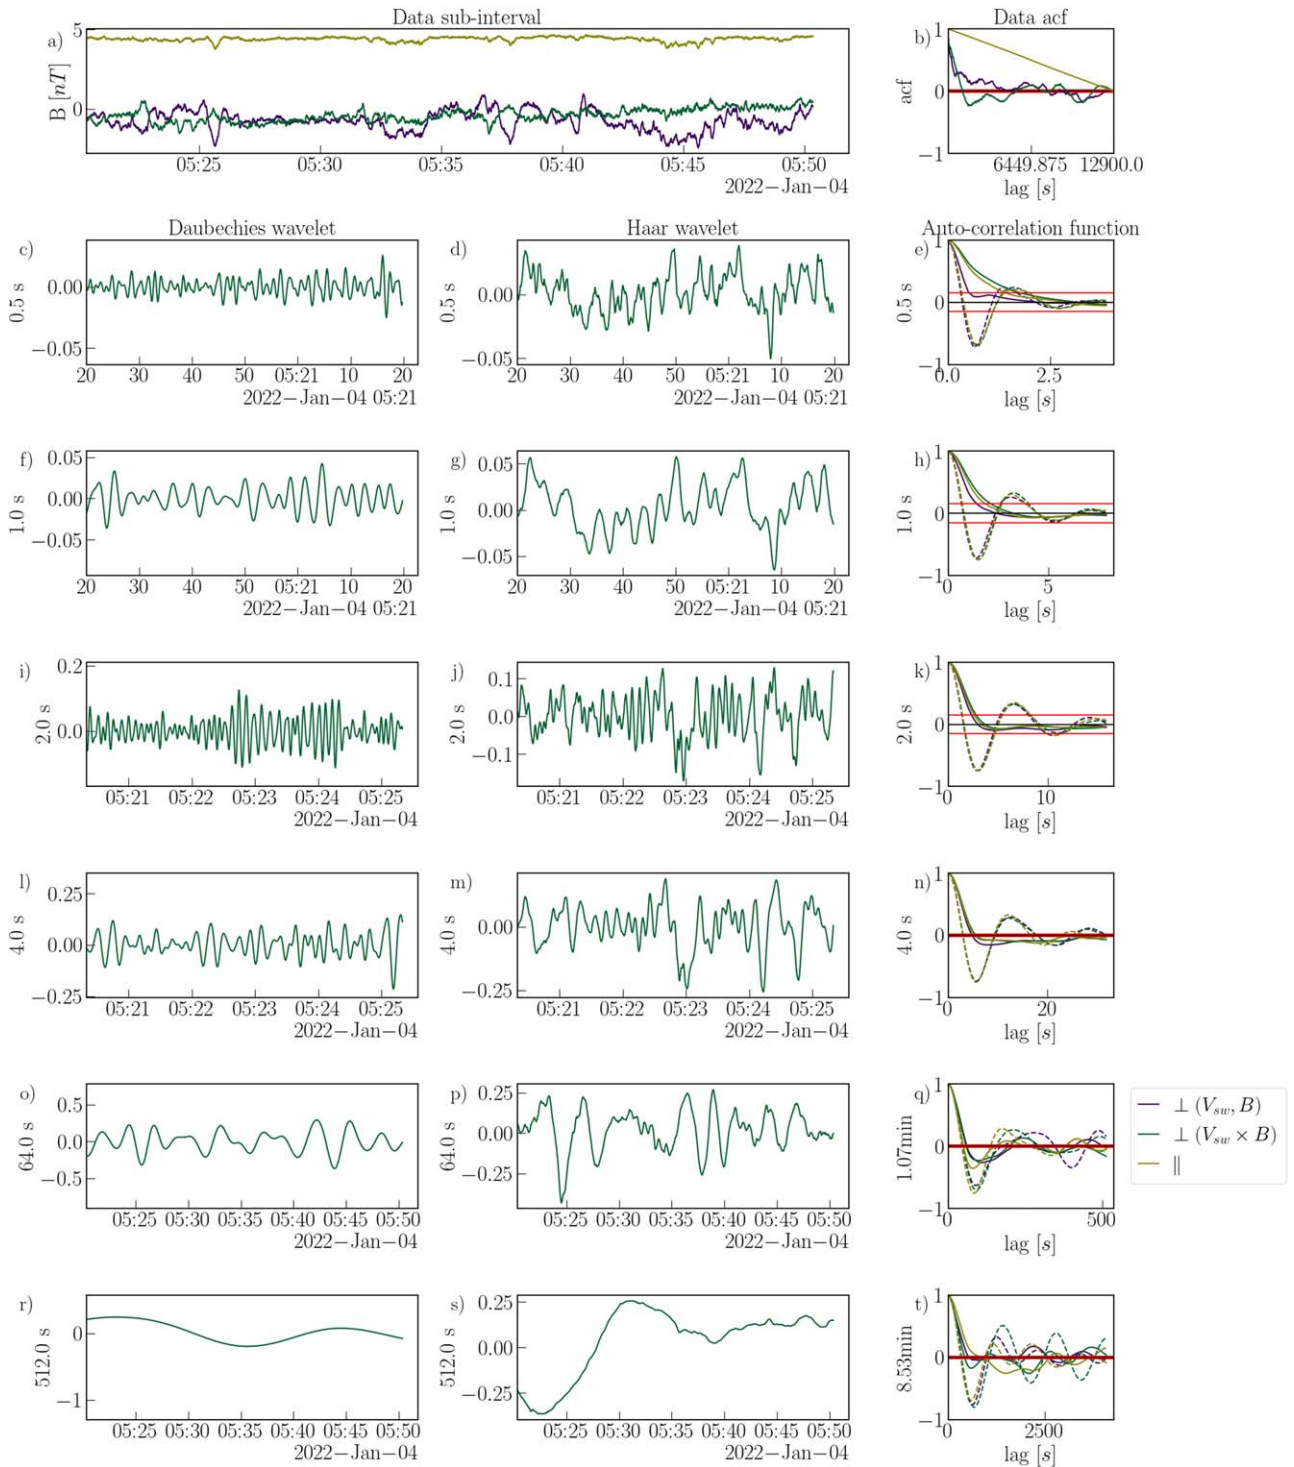 Data sub-interval
Data acf
a)
5
0
B [nT]
05:25 05:30 05:35 05:40 05:45 05:50
2022−Jan−04
b)
1
0
−1
acf
6449.875 12900.0
lag [s]
Daubechies wavelet
Haar wavelet
Auto-correlation function
c)
0.5 s
0.00
−0.05
20 30 40 50 05:21 10 20
2022−Jan−04 05:21
d)
0.5 s
0.00
−0.05
20 30 40 50 05:21 10 20
2022−Jan−04 05:21
e)
0.5 s
1
0
−1
0.0 2.5
lag [s]
f)
1.0 s
0.05
0.00
−0.05
20 30 40 50 05:21 10 20
2022−Jan−04 05:21
g)
1.0 s
0.05
0.00
−0.05
20 30 40 50 05:21 10 20
2022−Jan−04 05:21
h)
1.0 s
1
0
−1
0 5
lag [s]
i)
2.0 s
0.2
0.0
05:21 05:22 05:23 05:24 05:25
2022−Jan−04
j)
2.0 s
0.1
0.0
−0.1
05:21 05:22 05:23 05:24 05:25
2022−Jan−04
k)
2.0 s
1
0
−1
0 10
lag [s]
l)
4.0 s
0.25
0.00
−0.25
05:21 05:22 05:23 05:24 05:25
2022−Jan−04
m)
4.0 s
0.00
−0.25
05:21 05:22 05:23 05:24 05:25
2022−Jan−04
n)
4.0 s
1
0
−1
0 20
lag [s]
o)
64.0 s
0.5
0.0
−0.5
05:25 05:30 05:35 05:40 05:45 05:50
2022−Jan−04
p)
64.0 s
0.25
0.00
−0.25
05:25 05:30 05:35 05:40 05:45 05:50
2022−Jan−04
q)
1.07min
1
0
−1
0 500
lag [s]
⊥ (V_sw, B)
⊥ (V_sw × B)
∥
r)
512.0 s
0
−1
05:25 05:30 05:35 05:40 05:45 05:50
2022−Jan−04
s)
512.0 s
0.25
0.00
−0.25
05:25 05:30 05:35 05:40 05:45 05:50
2022−Jan−04
t)
8.53min
1
0
−1
0 2500
lag [s]